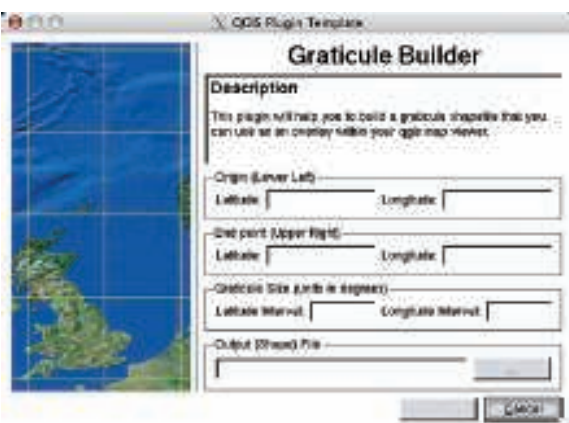 QGIS Plugin Template
Graticule Builder
Description
This plugin will help you to build a graticule shapefile that you
can use as an overlay within your qgis map viewer.
Origin (Lower Left)
Latitude: Longitude:
End point (Upper Right)
Latitude: Longitude:
Graticule Size (units in degrees)
Latitude Interval: Longitude Interval:
Output (Shape) File
...
Cancel